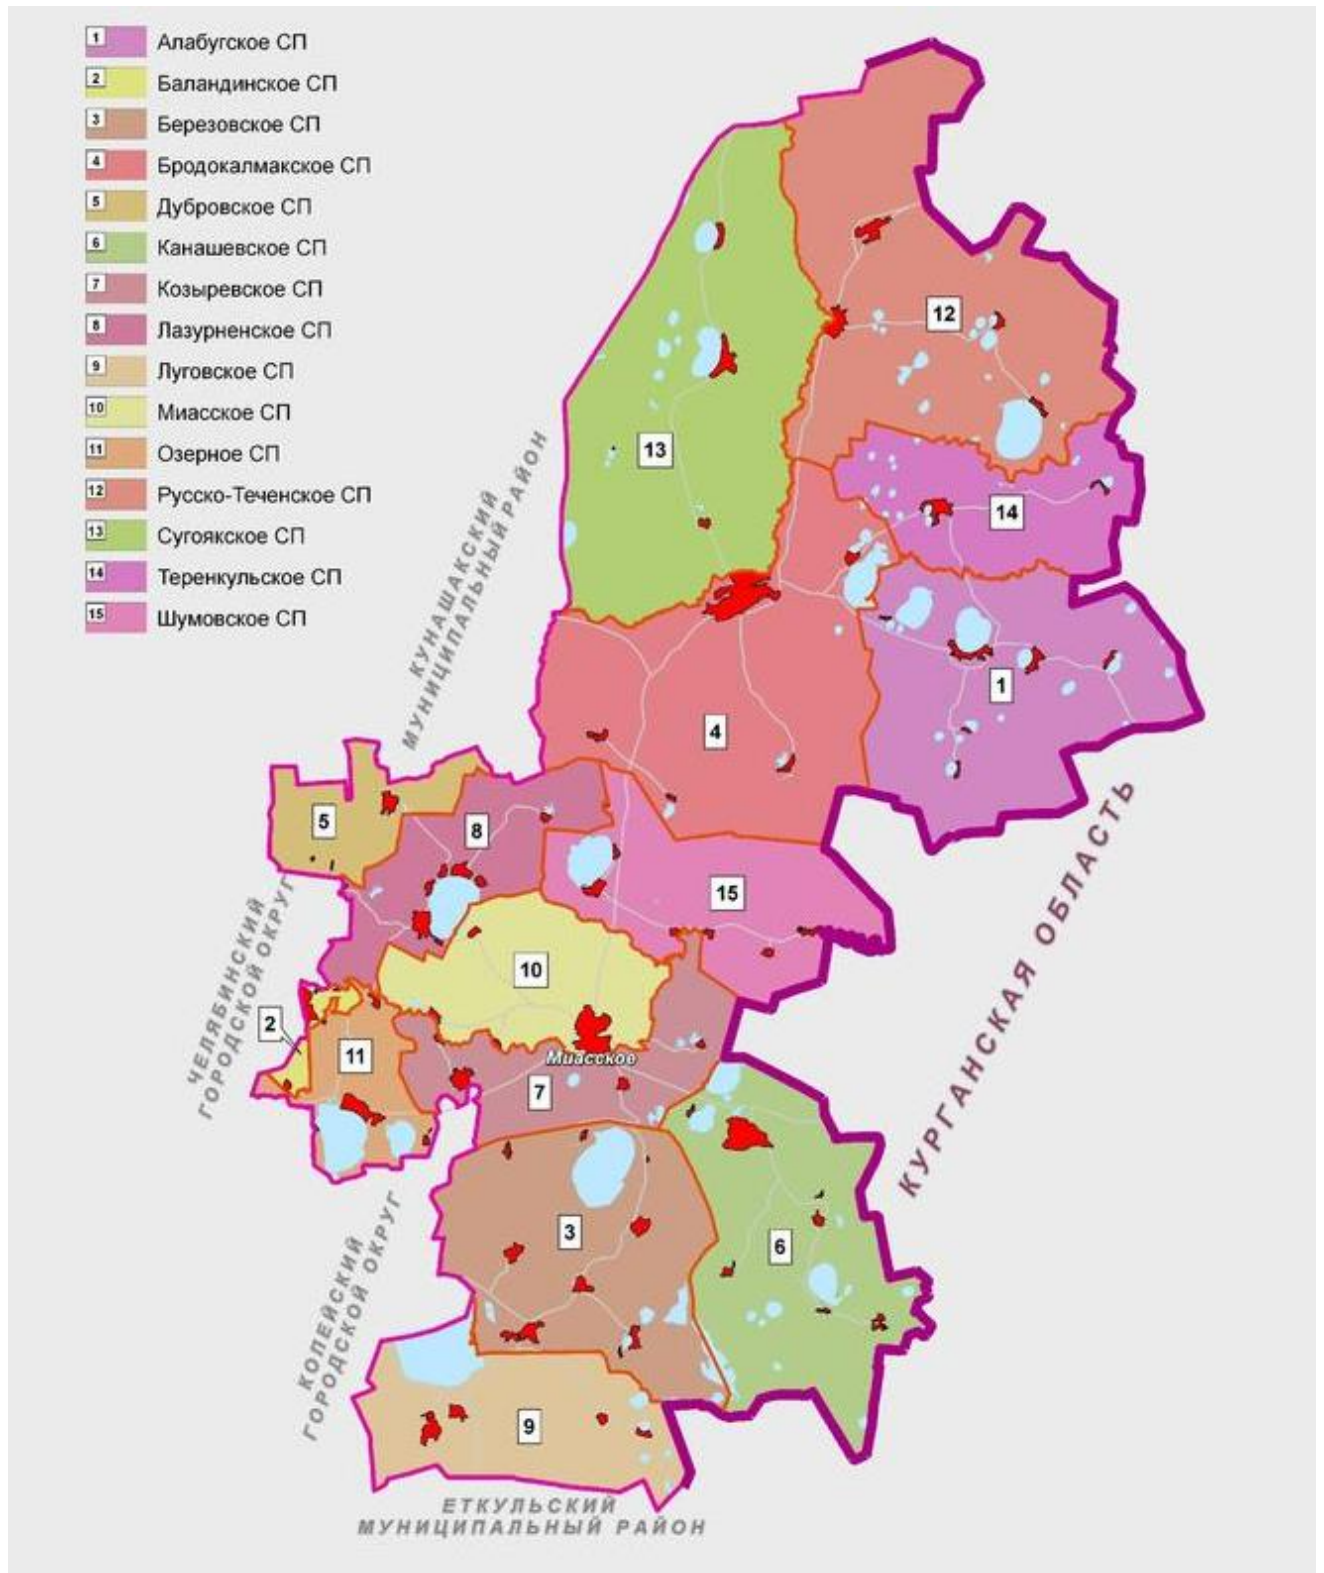 1 Алабугское СП
2 Баландинское СП
3 Березовское СП
4 Бродокалмакское СП
5 Дубровское СП
6 Канашевское СП
7 Козыревское СП
8 Лазурненское СП
9 Луговское СП
10 Миасское СП
11 Озерное СП
12 Русско-Теченское СП
13 Сугоякское СП
14 Теренкульское СП
15 Шумовское СП
12
13
14
1
4
5
8
15
10
2
11
7
Миасское
3
6
9
КУНАШАКСКИЙ
МУНИЦИПАЛЬНЫЙ РАЙОН
ЧЕЛЯБИНСКИЙ
ГОРОДСКОЙ ОКРУГ
КУРГАНСКАЯ ОБЛАСТЬ
КОПЕЙСКИЙ
ГОРОДСКОЙ ОКРУГ
ЕТКУЛЬСКИЙ
МУНИЦИПАЛЬНЫЙ РАЙОН